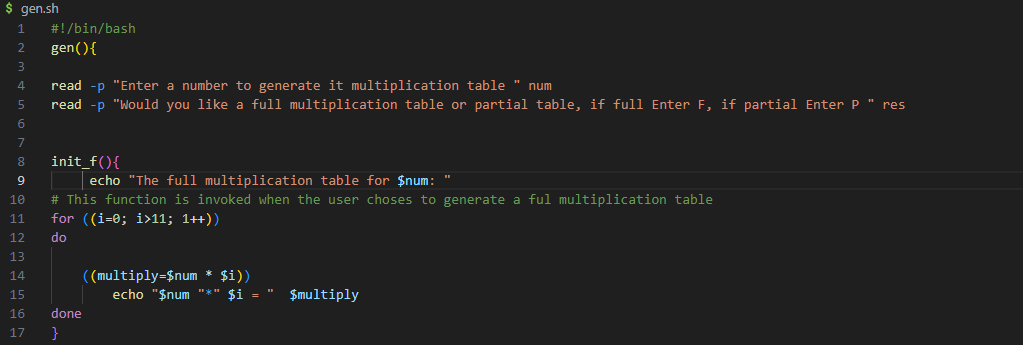 $ gen.sh
1 #!/bin/bash
2 gen(){
3
4 read -p "Enter a number to generate it multiplication table " num
5 read -p "Would you like a full multiplication table or partial table, if full Enter F, if partial Enter P " res
6
7
8 init_f(){
9 echo "The full multiplication table for $num: "
10 # This function is invoked when the user choses to generate a ful multiplication table
11 for ((i=0; i>11; 1++))
12 do
13
14 ((multiply=$num * $i))
15 echo "$num "*" $i = "  $multiply
16 done
17 }